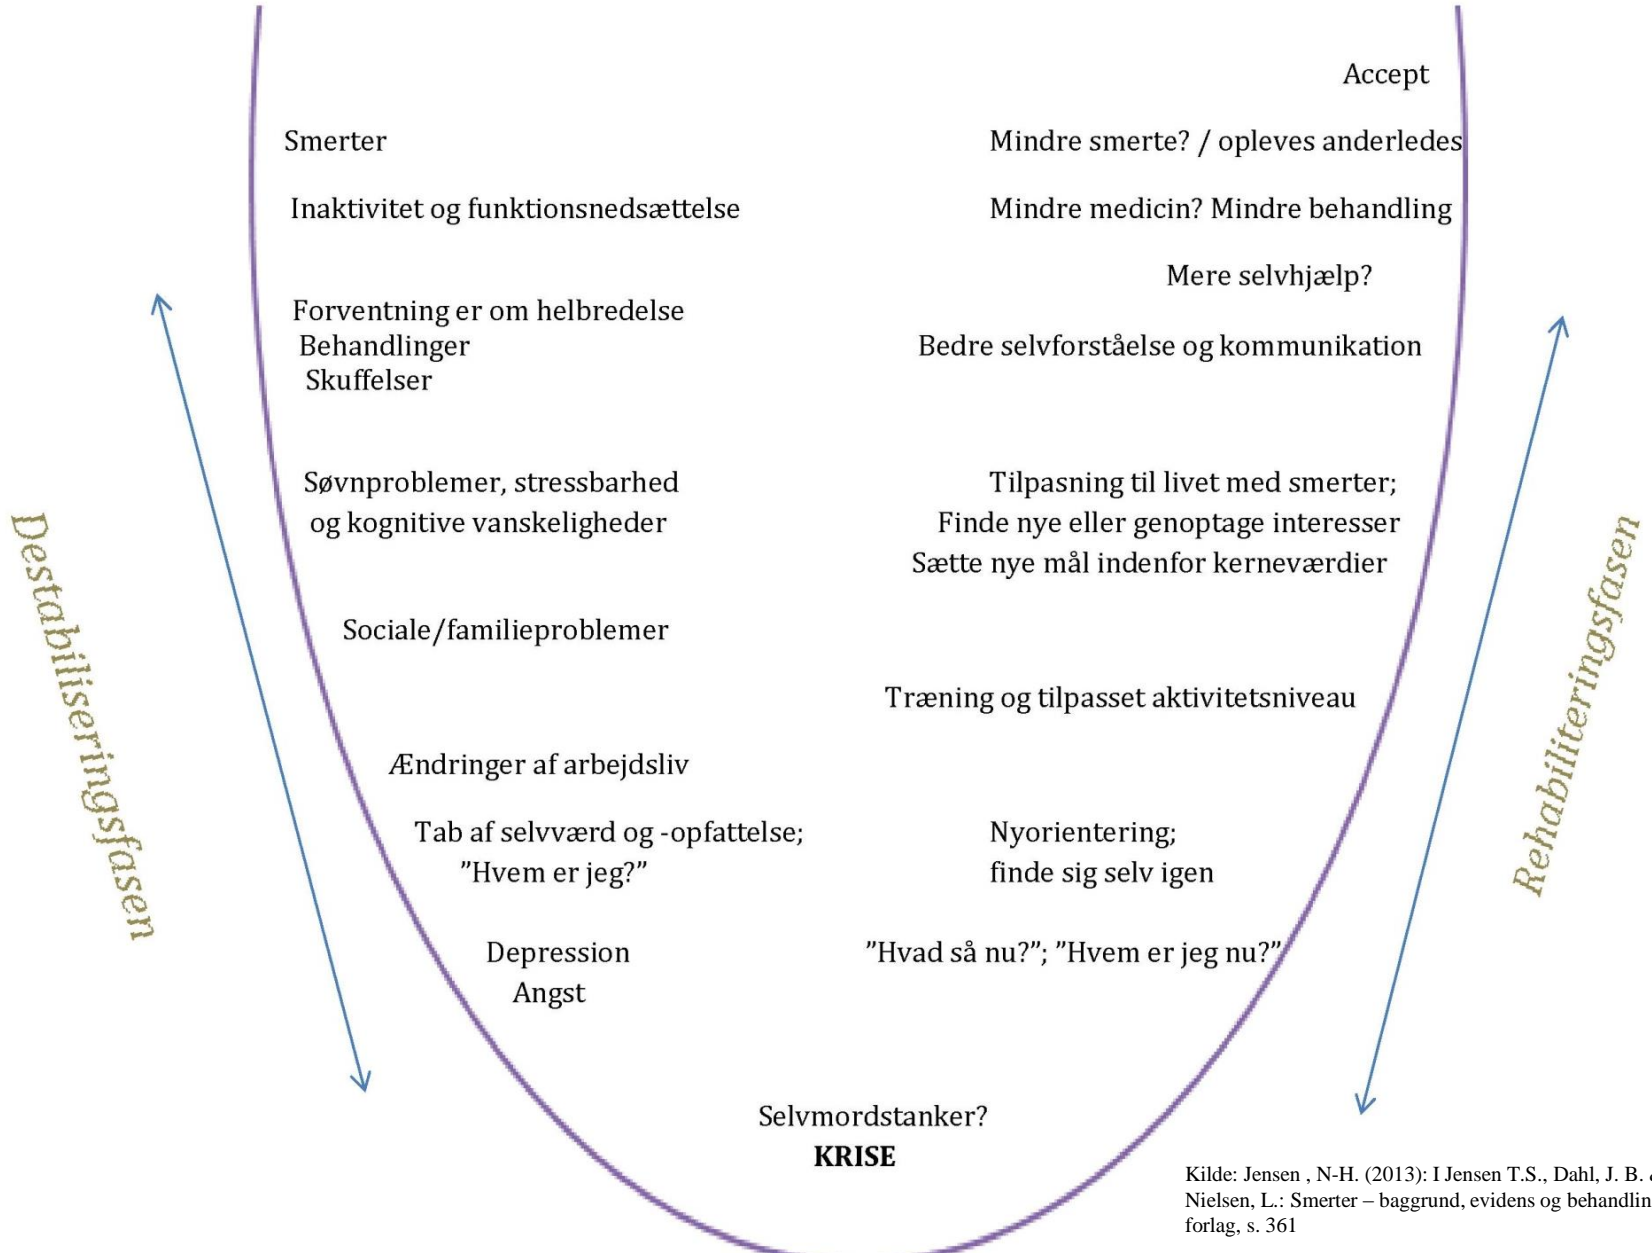 Destabiliseringsfasen
Smerter
Inaktivitet og funktionsnedsættelse
Forventning er om helbredelse
Behandlinger
Skuffelser
Søvnproblemer, stressbarhed
og kognitive vanskeligheder
Sociale/familieproblemer
Ændringer af arbejdsliv
Tab af selvværd og -opfattelse;
”Hvem er jeg?”
Depression
Angst
Selvmordstanker?
KRISE
Accept
Mindre smerte? / opleves anderledes
Mindre medicin? Mindre behandling
Mere selvhjælp?
Bedre selvforståelse og kommunikation
Tilpasning til livet med smerter;
Finde nye eller genoptage interesser
Sætte nye mål indenfor kerneværdier
Træning og tilpasset aktivitetsniveau
Nyorientering;
finde sig selv igen
”Hvad så nu?”; ”Hvem er jeg nu?”
Rehabiliteringsfasen
Kilde: Jensen , N-H. (2013): I Jensen T.S., Dahl, J. B.
Nielsen, L.: Smerter – baggrund, evidens og
forlag, s. 361